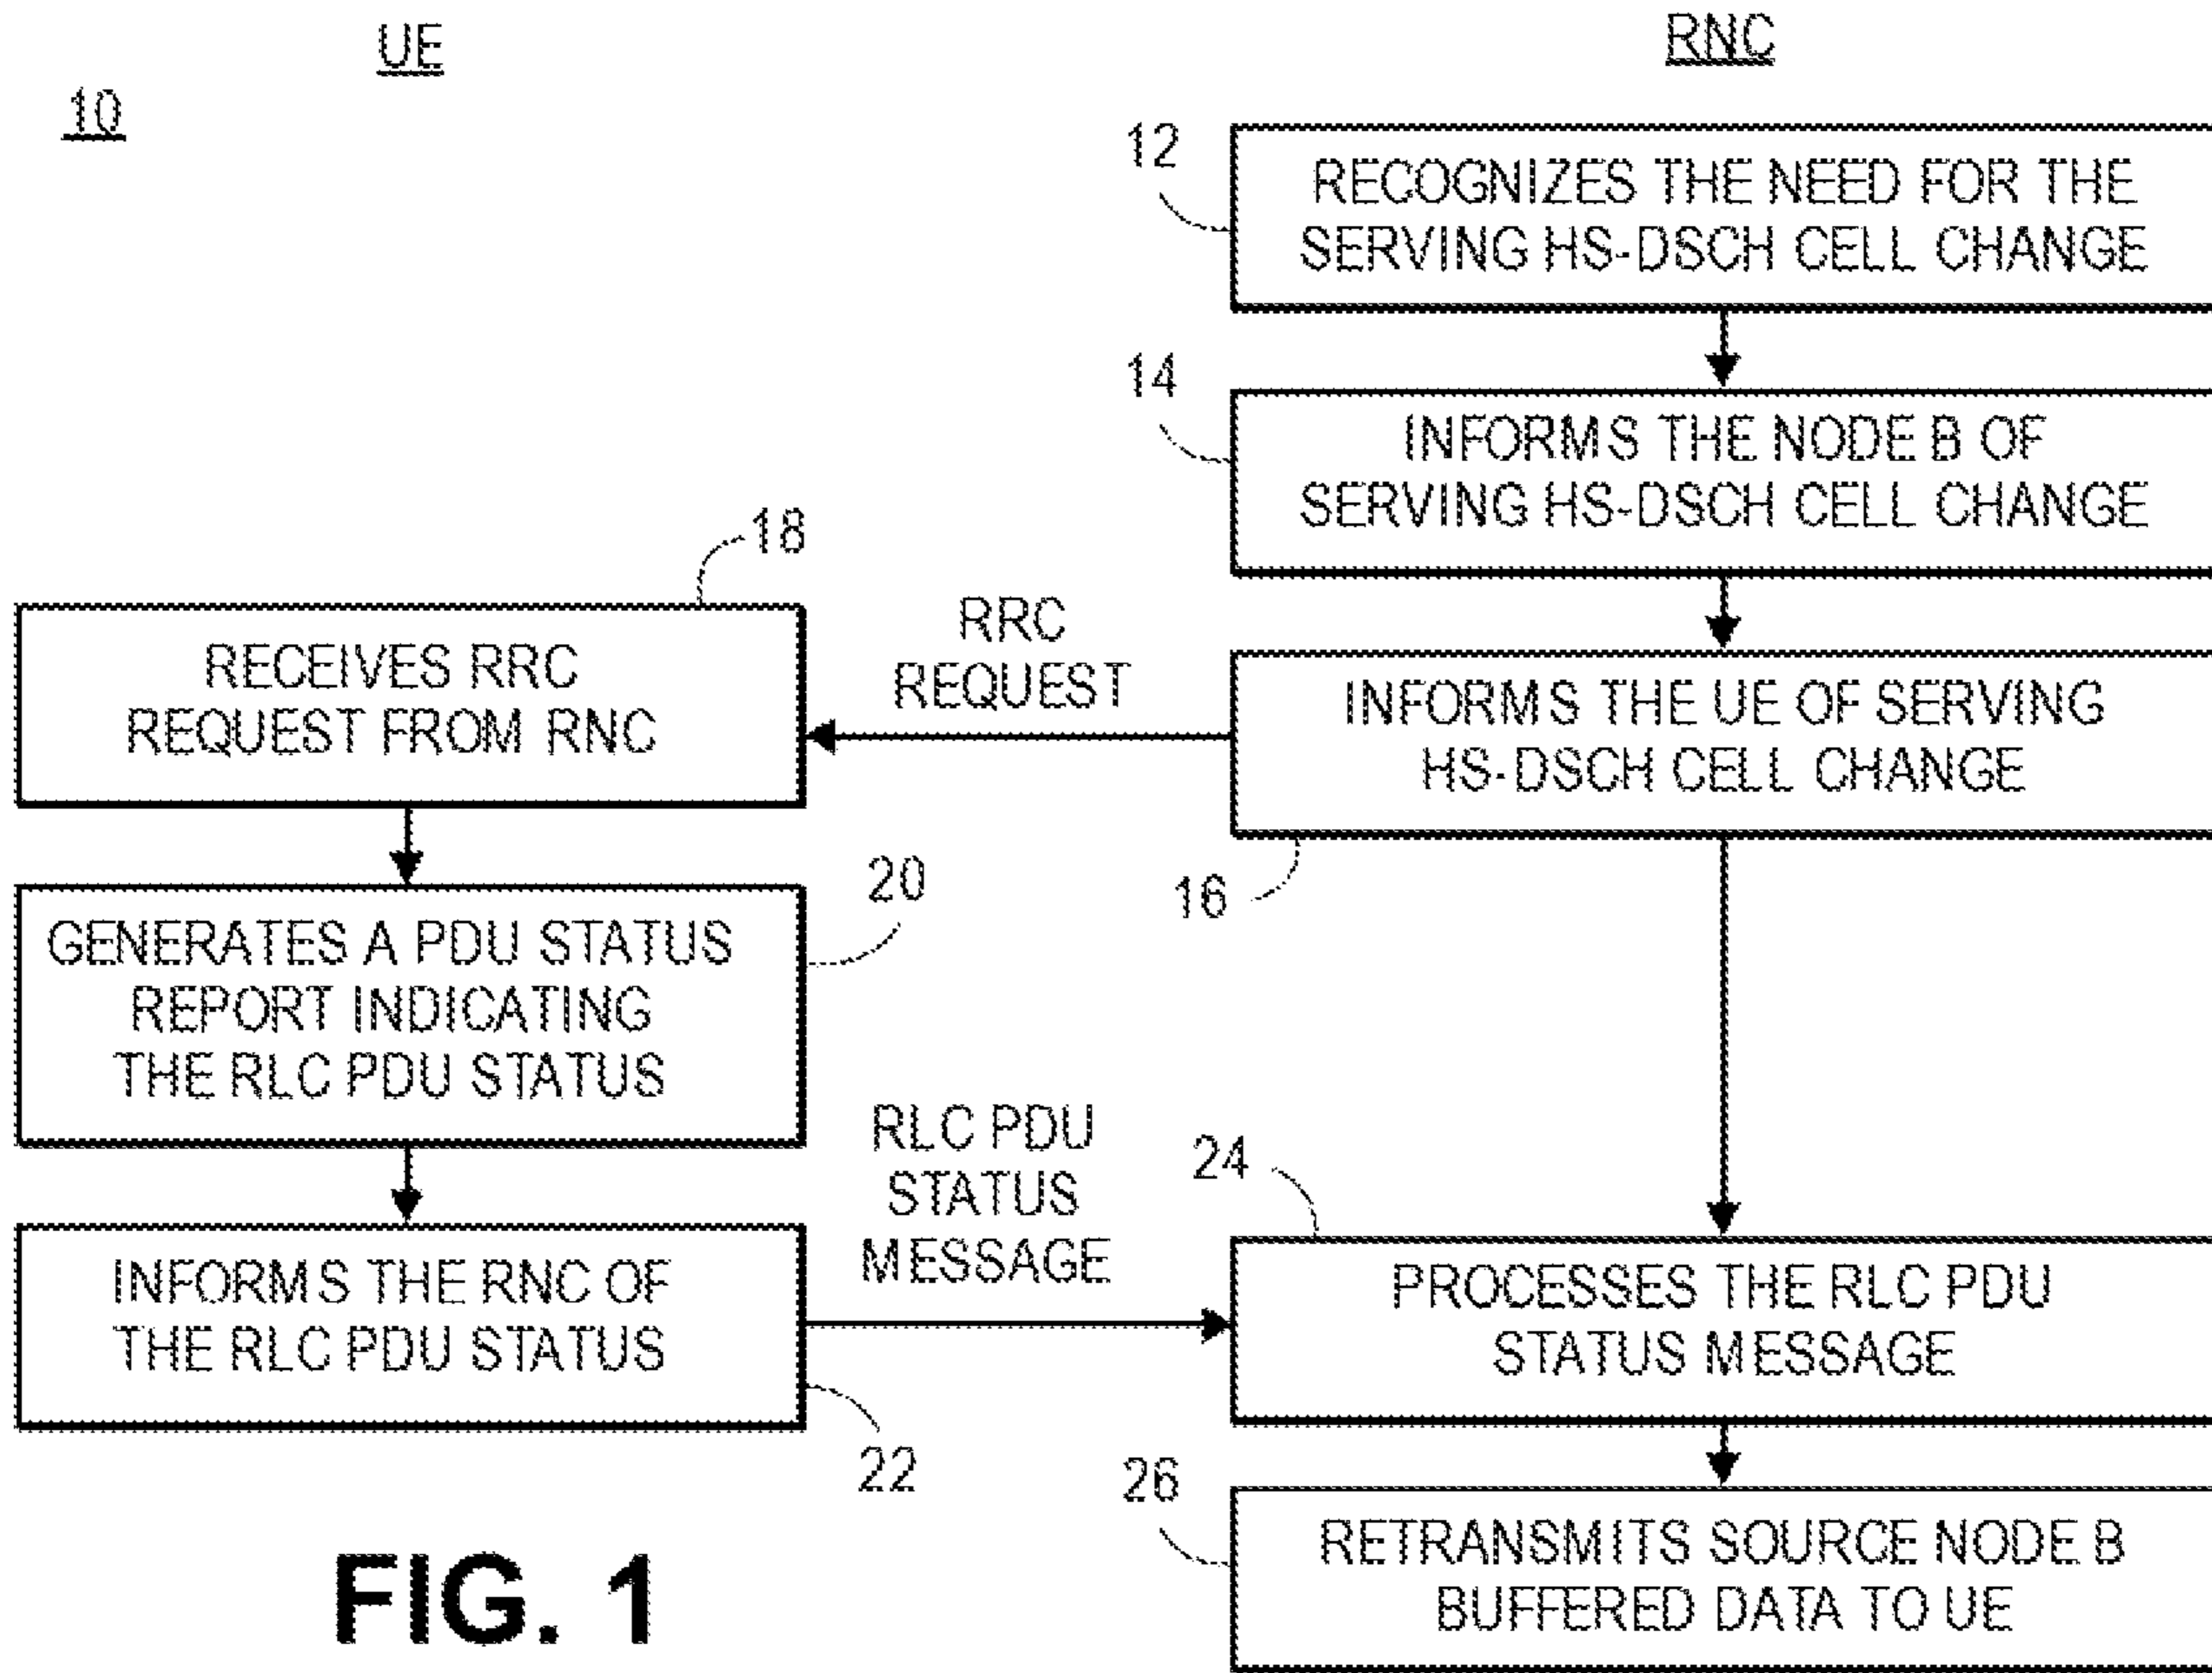 UE
RNC
10
12
RECOGNIZES THE NEED FOR THE
SERVING HS-DSCH CELL CHANGE
14
INFORMS THE NODE B OF
SERVING HS-DSCH CELL CHANGE
18
RECEIVES RRC
REQUEST FROM RNC
RRC
REQUEST
INFORMS THE UE OF SERVING
HS-DSCH CELL CHANGE
16
20
GENERATES A PDU STATUS
REPORT INDICATING
THE RLC PDU STATUS
RLC PDU
STATUS
MESSAGE
24
INFORMS THE RNC OF
THE RLC PDU STATUS
22
PROCESSES THE RLC PDU
STATUS MESSAGE
26
RETRANSMITS SOURCE NODE B
BUFFERED DATA TO UE
FIG. 1